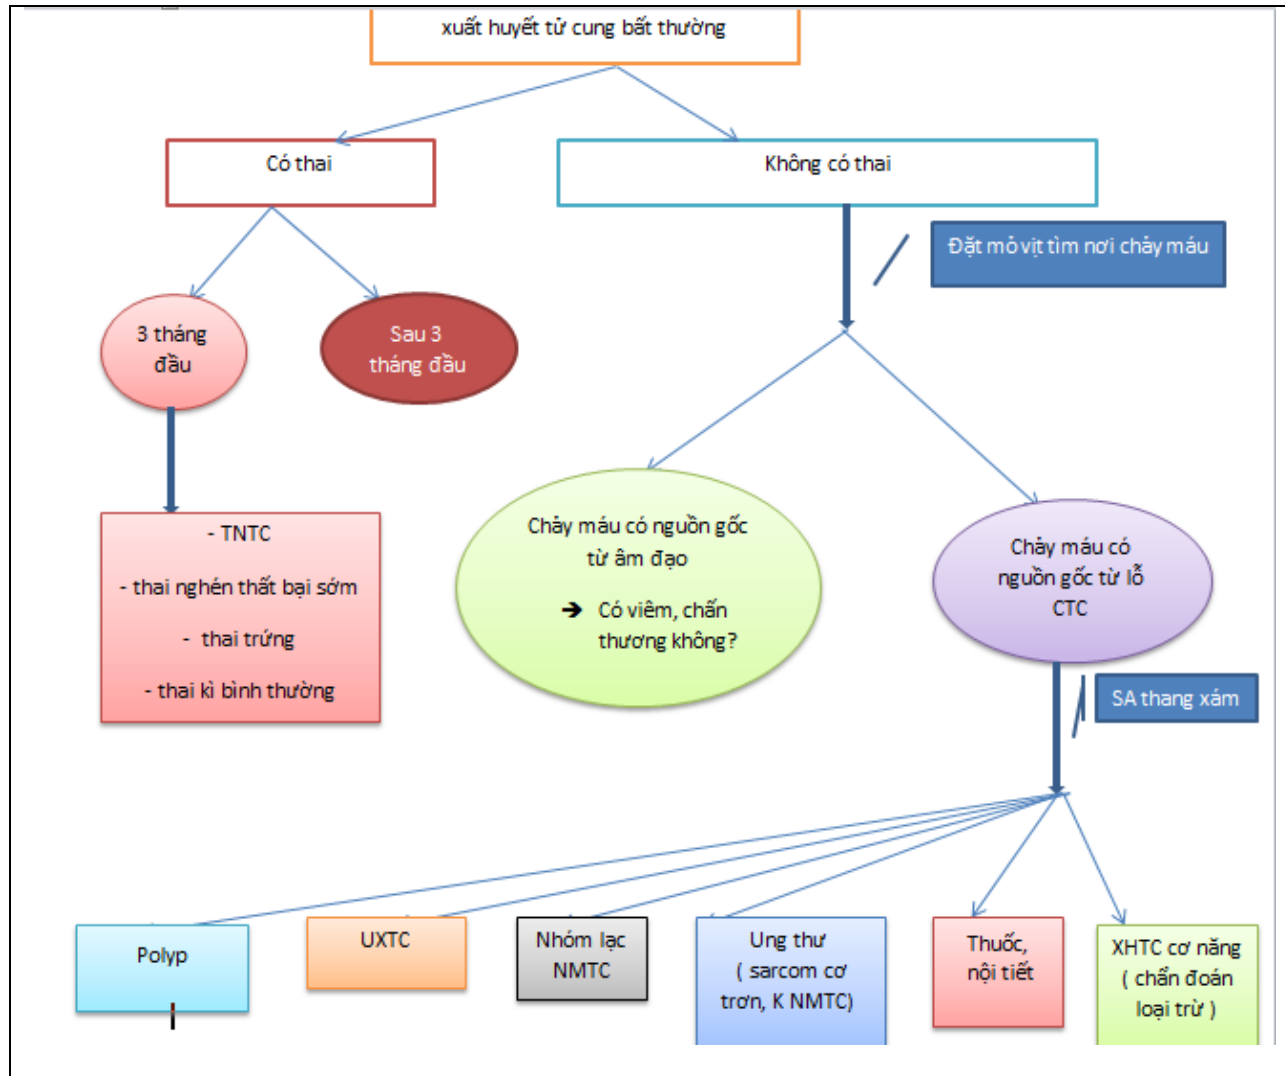 xuất huyết tử cung bất thường
Có thai
Không có thai
Đặt mỏ vịt tìm nơi chảy máu
3 tháng
đầu
Sau 3
tháng đầu
- TNTC
- thai nghén thất bại sớm
- thai trứng
- thai kì bình thường
Chảy máu có nguồn gốc
từ âm đạo
➔ Có viêm, chấn
thương không?
Chảy máu có
nguồn gốc từ lỗ
CTC
SA thang xám
Polyp
UXTC
Nhóm lạc
NMTC
Ung thư
( sarcom cơ
trơn, K NMTC)
Thuốc,
nội tiết
XHTC cơ năng
( chẩn đoán
loại trừ )